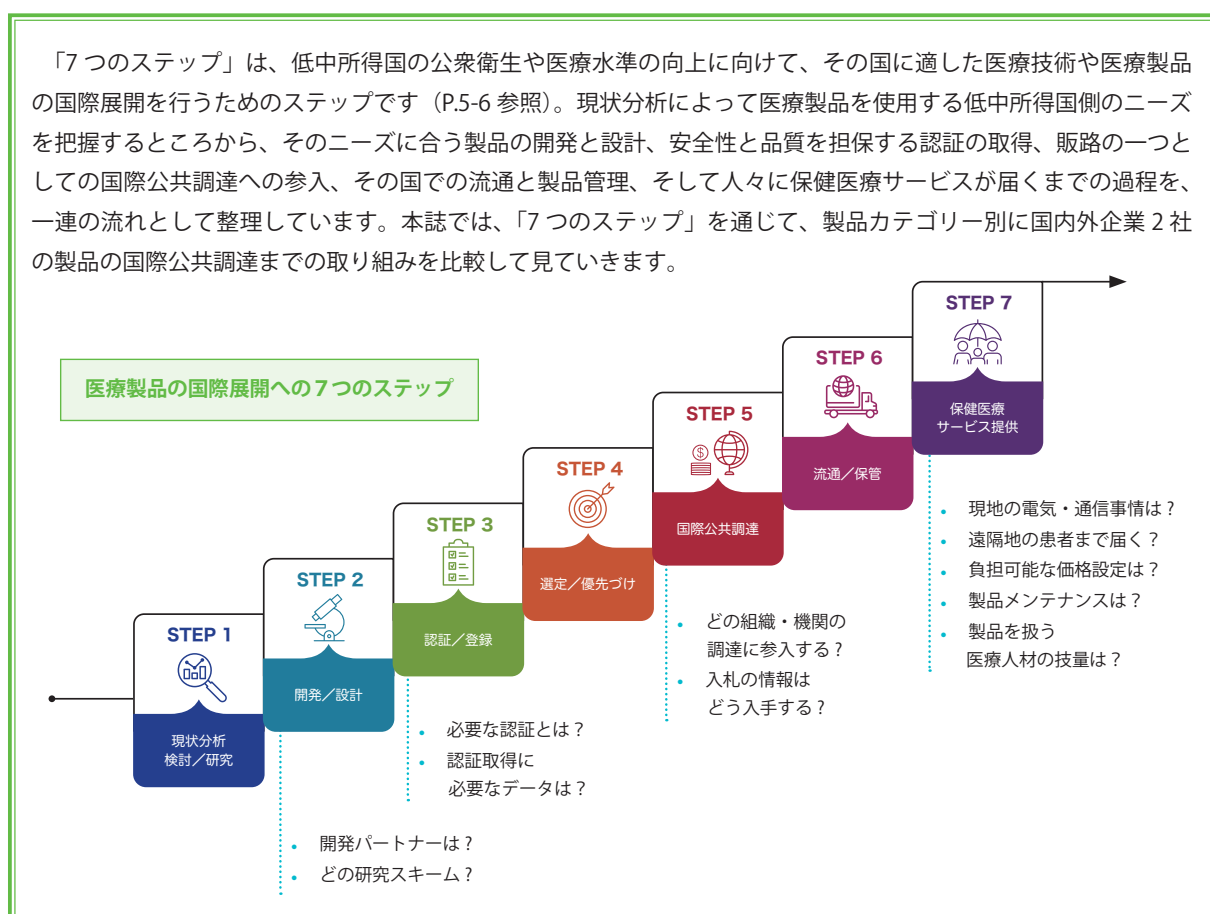 「7 つのステップ」は、低中所得国の公衆衛生や医療水準の向上に向けて、その国に適した医療技術や医療製品
の国際展開を行うためのステップです（P.5-6 参照）。現状分析によって医療製品を使用する低中所得国側のニーズ
を把握するところから、そのニーズに合う製品の開発と設計、安全性と品質を担保する認証の取得、販路の一つと
しての国際公共調達への参入、その国での流通と製品管理、そして人々に保健医療サービスが届くまでの過程を、
一連の流れとして整理しています。本誌では、「7 つのステップ」を通じて、製品カテゴリー別に国内外企業 2 社
の製品の国際公共調達までの取り組みを比較して見ていきます。
医療製品の国際展開への７つのステップ
STEP 1
現状分析
検討／研究
STEP 2
開発／設計
• 開発パートナーは？
• どの研究スキーム？
STEP 3
認証／登録
• 必要な認証とは？
• 認証取得に
必要なデータは？
STEP 4
選定／優先づけ
STEP 5
$
国際公共調達
• どの組織・機関の
調達に参入する？
• 入札の情報は
どう入手する？
STEP 6
流通／保管
STEP 7
保健医療
サービス提供
• 現地の電気・通信事情は？
• 遠隔地の患者まで届く？
• 負担可能な価格設定は？
• 製品メンテナンスは？
• 製品を扱う
医療人材の技量は？